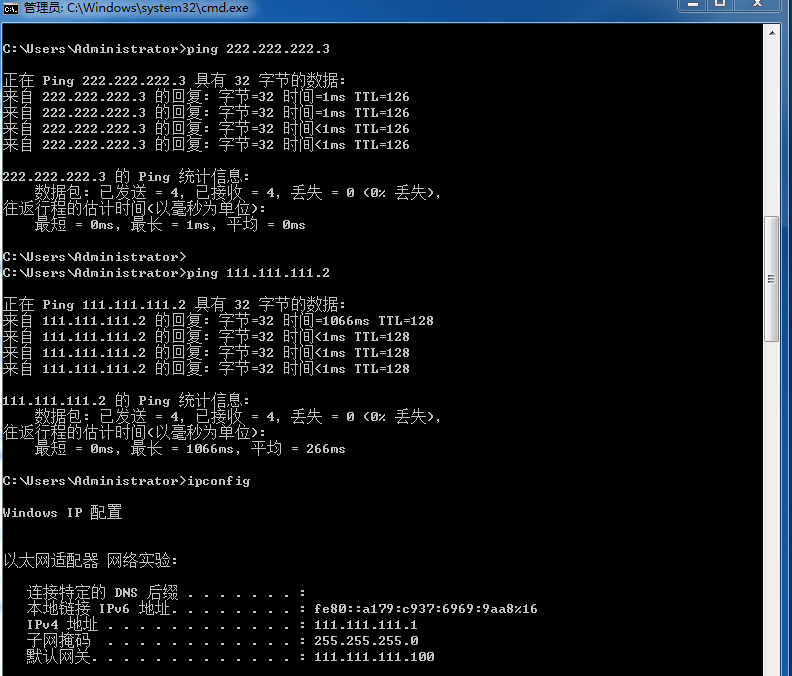 管理员: C:\Windows\system32\cmd.exe
C:\Users\Administrator>ping 222.222.222.3
正在 Ping 222.222.222.3 具有 32 字节的数据:
来自 222.222.222.3 的回复: 字节=32 时间=1ms TTL=126
来自 222.222.222.3 的回复: 字节=32 时间=1ms TTL=126
来自 222.222.222.3 的回复: 字节=32 时间<1ms TTL=126
来自 222.222.222.3 的回复: 字节=32 时间<1ms TTL=126
222.222.222.3 的 Ping 统计信息:
数据包: 已发送 = 4, 已接收 = 4, 丢失 = 0 (0% 丢失),
往返行程的估计时间(以毫秒为单位):
最短 = 0ms, 最长 = 1ms, 平均 = 0ms
C:\Users\Administrator>
C:\Users\Administrator>ping 111.111.111.2
正在 Ping 111.111.111.2 具有 32 字节的数据:
来自 111.111.111.2 的回复: 字节=32 时间=1066ms TTL=128
来自 111.111.111.2 的回复: 字节=32 时间<1ms TTL=128
来自 111.111.111.2 的回复: 字节=32 时间<1ms TTL=128
来自 111.111.111.2 的回复: 字节=32 时间<1ms TTL=128
111.111.111.2 的 Ping 统计信息:
数据包: 已发送 = 4, 已接收 = 4, 丢失 = 0 (0% 丢失),
往返行程的估计时间(以毫秒为单位):
最短 = 0ms, 最长 = 1066ms, 平均 = 266ms
C:\Users\Administrator>ipconfig
Windows IP 配置
以太网适配器 网络实验:
连接特定的 DNS 后缀 . . . . . . . :
本地链接 IPv6 地址. . . . . . . . : fe80::a179:c937:6969:9aa8%16
IPv4 地址 . . . . . . . . . . . . : 111.111.111.1
子网掩码  . . . . . . . . . . . . : 255.255.255.0
默认网关. . . . . . . . . . . . . : 111.111.111.100